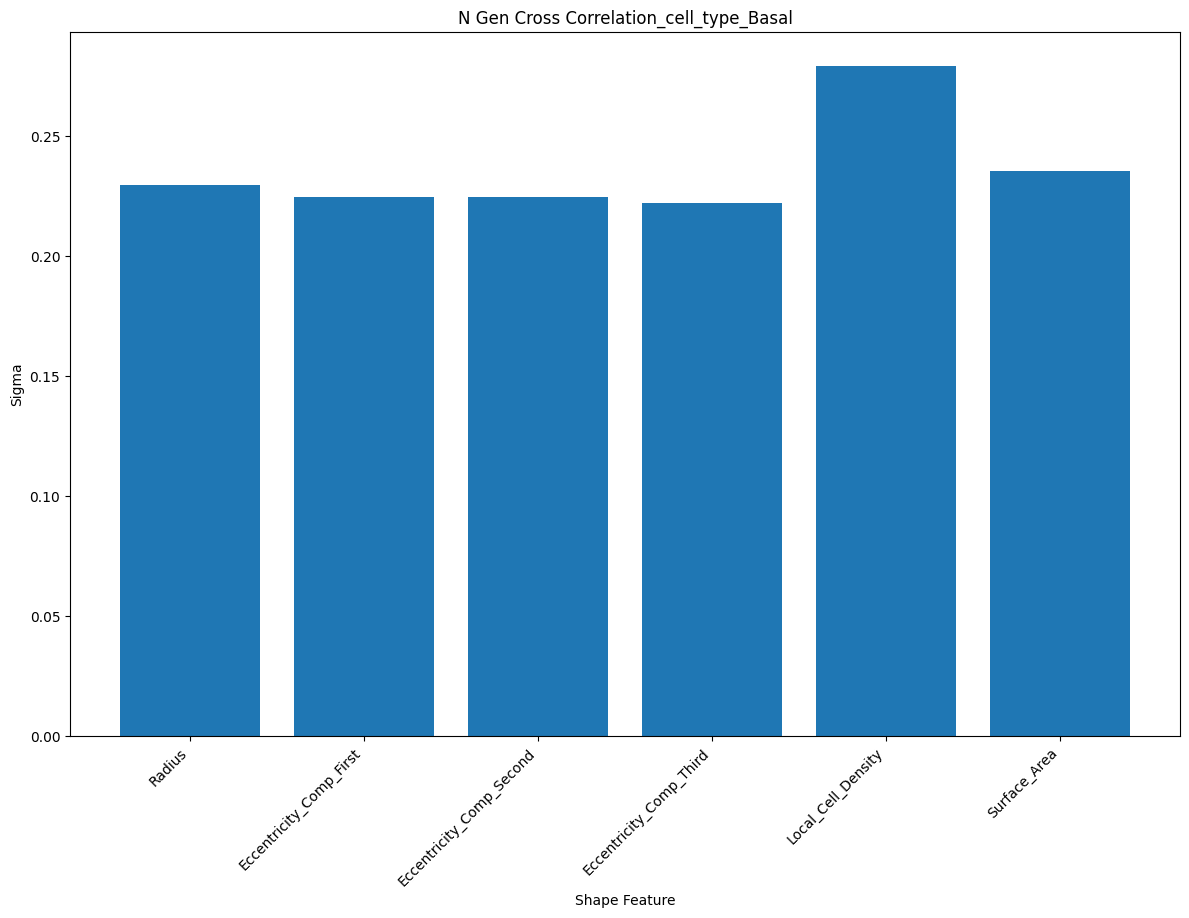 N Gen Cross Correlation_cell_type_Basal
Sigma
0.25
0.20
0.15
0.10
0.05
0.00
Radius
Eccentricity_Comp_First
Eccentricity_Comp_Second
Eccentricity_Comp_Third
Local_Cell_Density
Surface_Area
Shape Feature